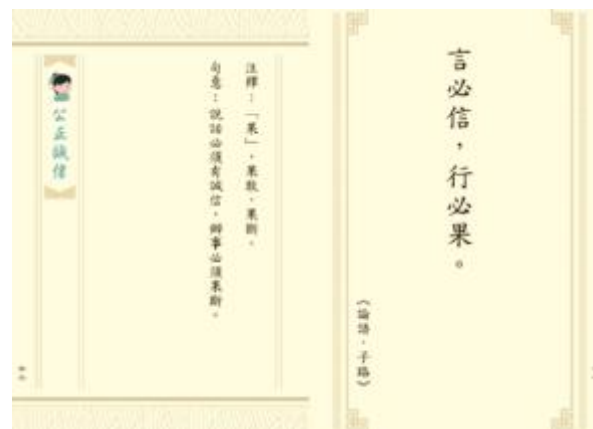 言必信，行必果。
《論語·子路》
注釋：「果」，果敢、果斷。
句意：說話必須有誠信，辦事必須果斷。
公正誠信